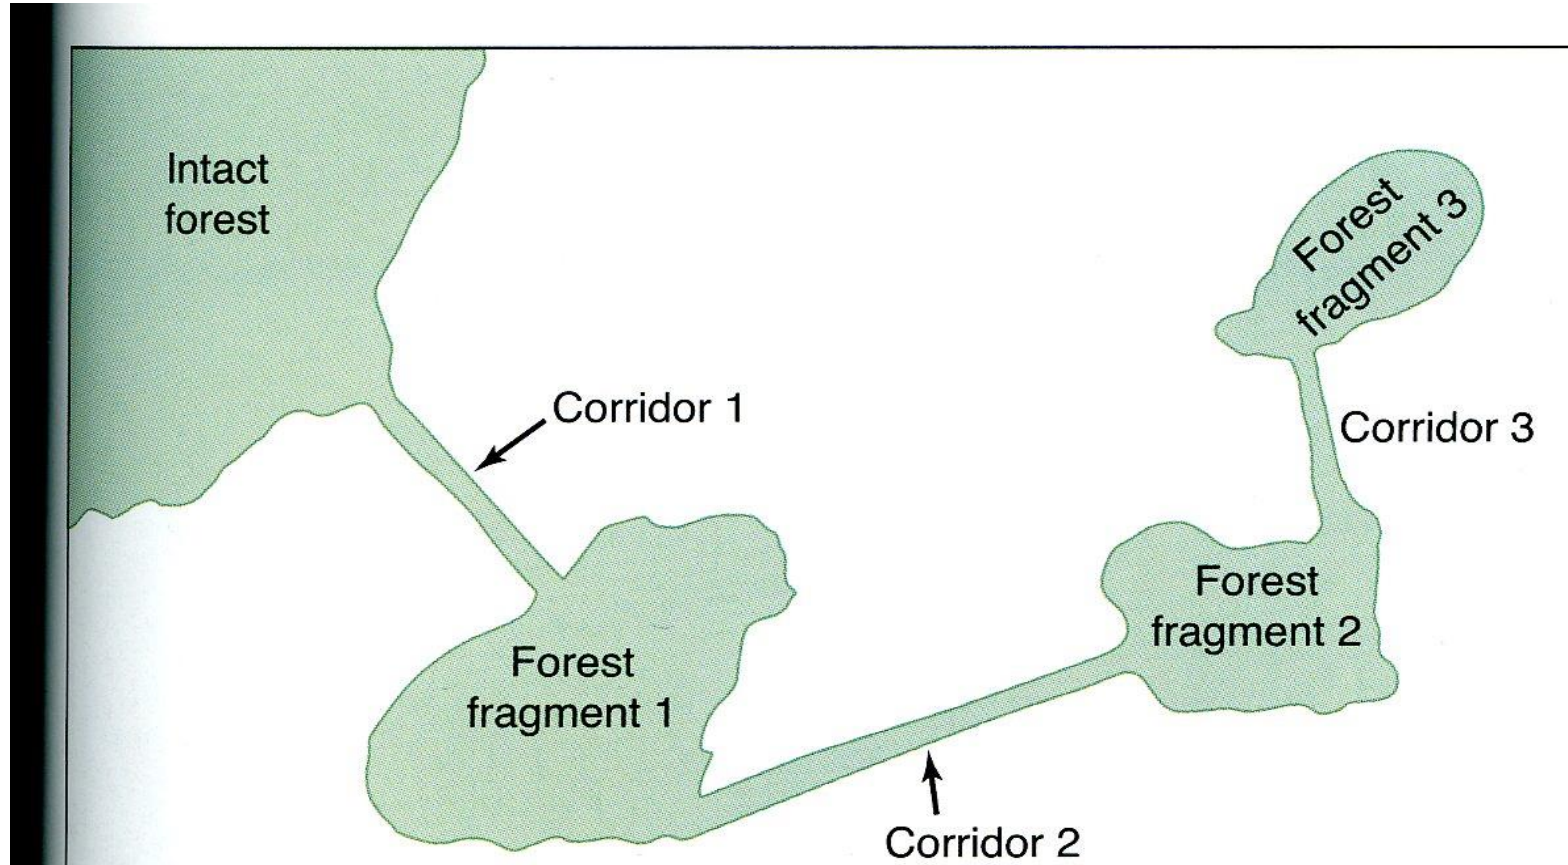 Intact
forest
Forest
fragment 3
Corridor 1
Corridor 3
Forest
fragment 2
Forest
fragment 1
Corridor 2